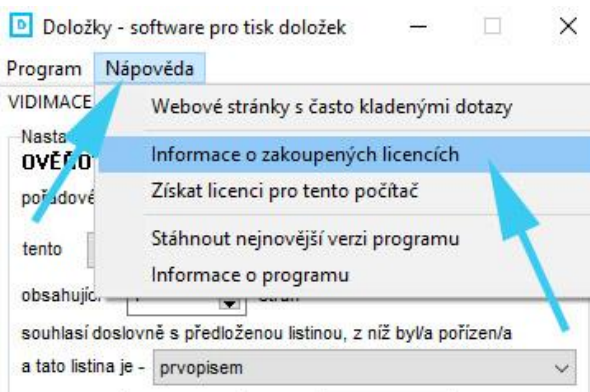 Doložky - software pro tisk doložek
Program Nápověda
VIDIMACE
Webové stránky s často kladenými dotazy
Informace o zakoupených licencích
Získat licenci pro tento počítač
Stáhnout nejnovější verzi programu
Informace o programu
tento
souhlasí doslovně s předloženou listinou, z níž byl/a pořízen/a
a tato listina je - prvopisem